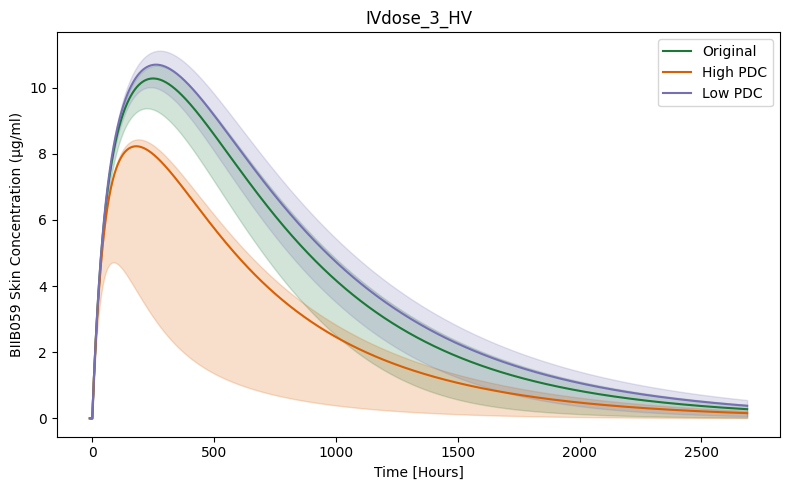 IVdose_3_HV
Original
High PDC
Low PDC
BIIB059 Skin Concentration (µg/ml)
10
8
6
4
2
0
0 500 1000 1500 2000 2500
Time [Hours]